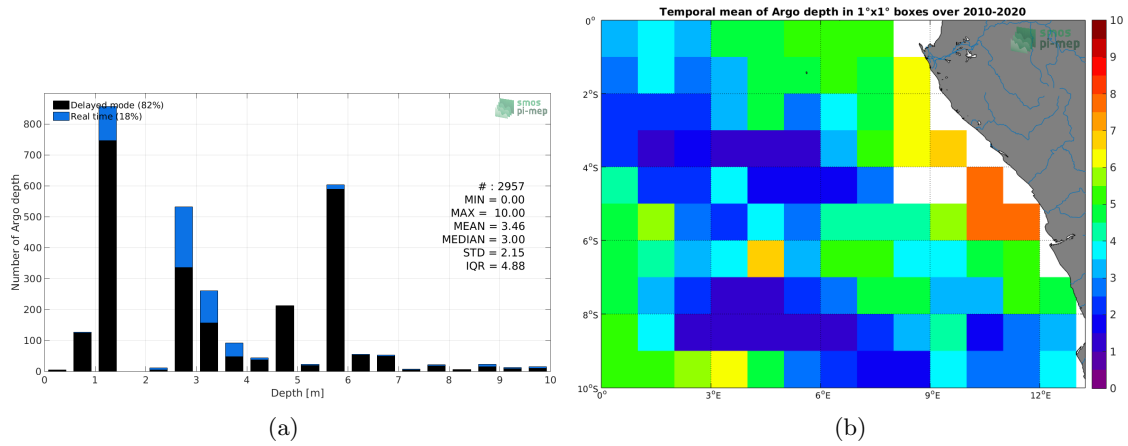 Delayed mode (82%)
Real time (18%)
smos
pi-mep
800
700
600
500
400
300
200
100
0
Number of Argo depth
# : 2957
MIN = 0.00
MAX = 10.00
MEAN = 3.46
MEDIAN = 3.00
STD = 2.15
IQR = 4.88
0 1 2 3 4 5 6 7 8 9 10
Depth [m]
(a)
Temporal mean of Argo depth in 1°x1° boxes over 2010-2020
smos
pi-mep
0°
2°S
4°S
6°S
8°S
10°S
0° 3°E 6°E 9°E 12°E
10
9
8
7
6
5
4
3
2
1
0
(b)